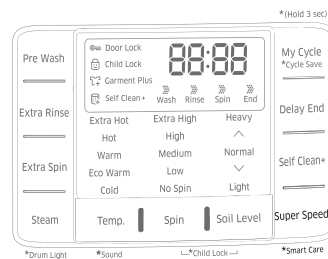 *(Hold 3 sec)
Pre Wash
Door Lock
88:88
My Cycle
*Cycle Save
Child Lock
Garment Plus
Self Clean+
Wash Rinse Spin End
Extra Rinse
Extra Hot Extra High Heavy
Delay End
Hot High
Warm Medium Normal
Extra Spin
Self Clean+
Eco Warm Low
Cold No Spin Light
Steam
Temp. Spin Soil Level
Super Speed
*Drum Light *Sound *Child Lock *Smart Care